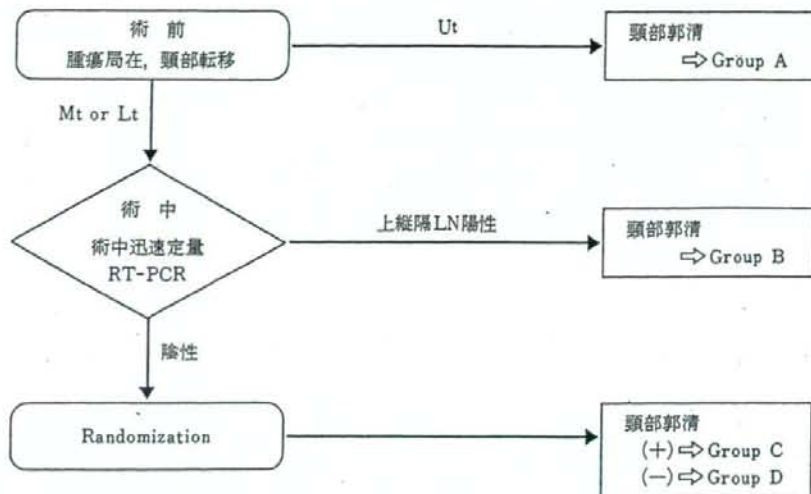 術 前
腫瘍局在, 頸部転移
Ut
頸部郭清
⇨ Group A
Mt or Lt
術 中
術中迅速定量
RT-PCR
上縦隔LN陽性
頸部郭清
⇨ Group B
陰性
Randomization
頸部郭清
(+) ⇨ Group C
(−) ⇨ Group D